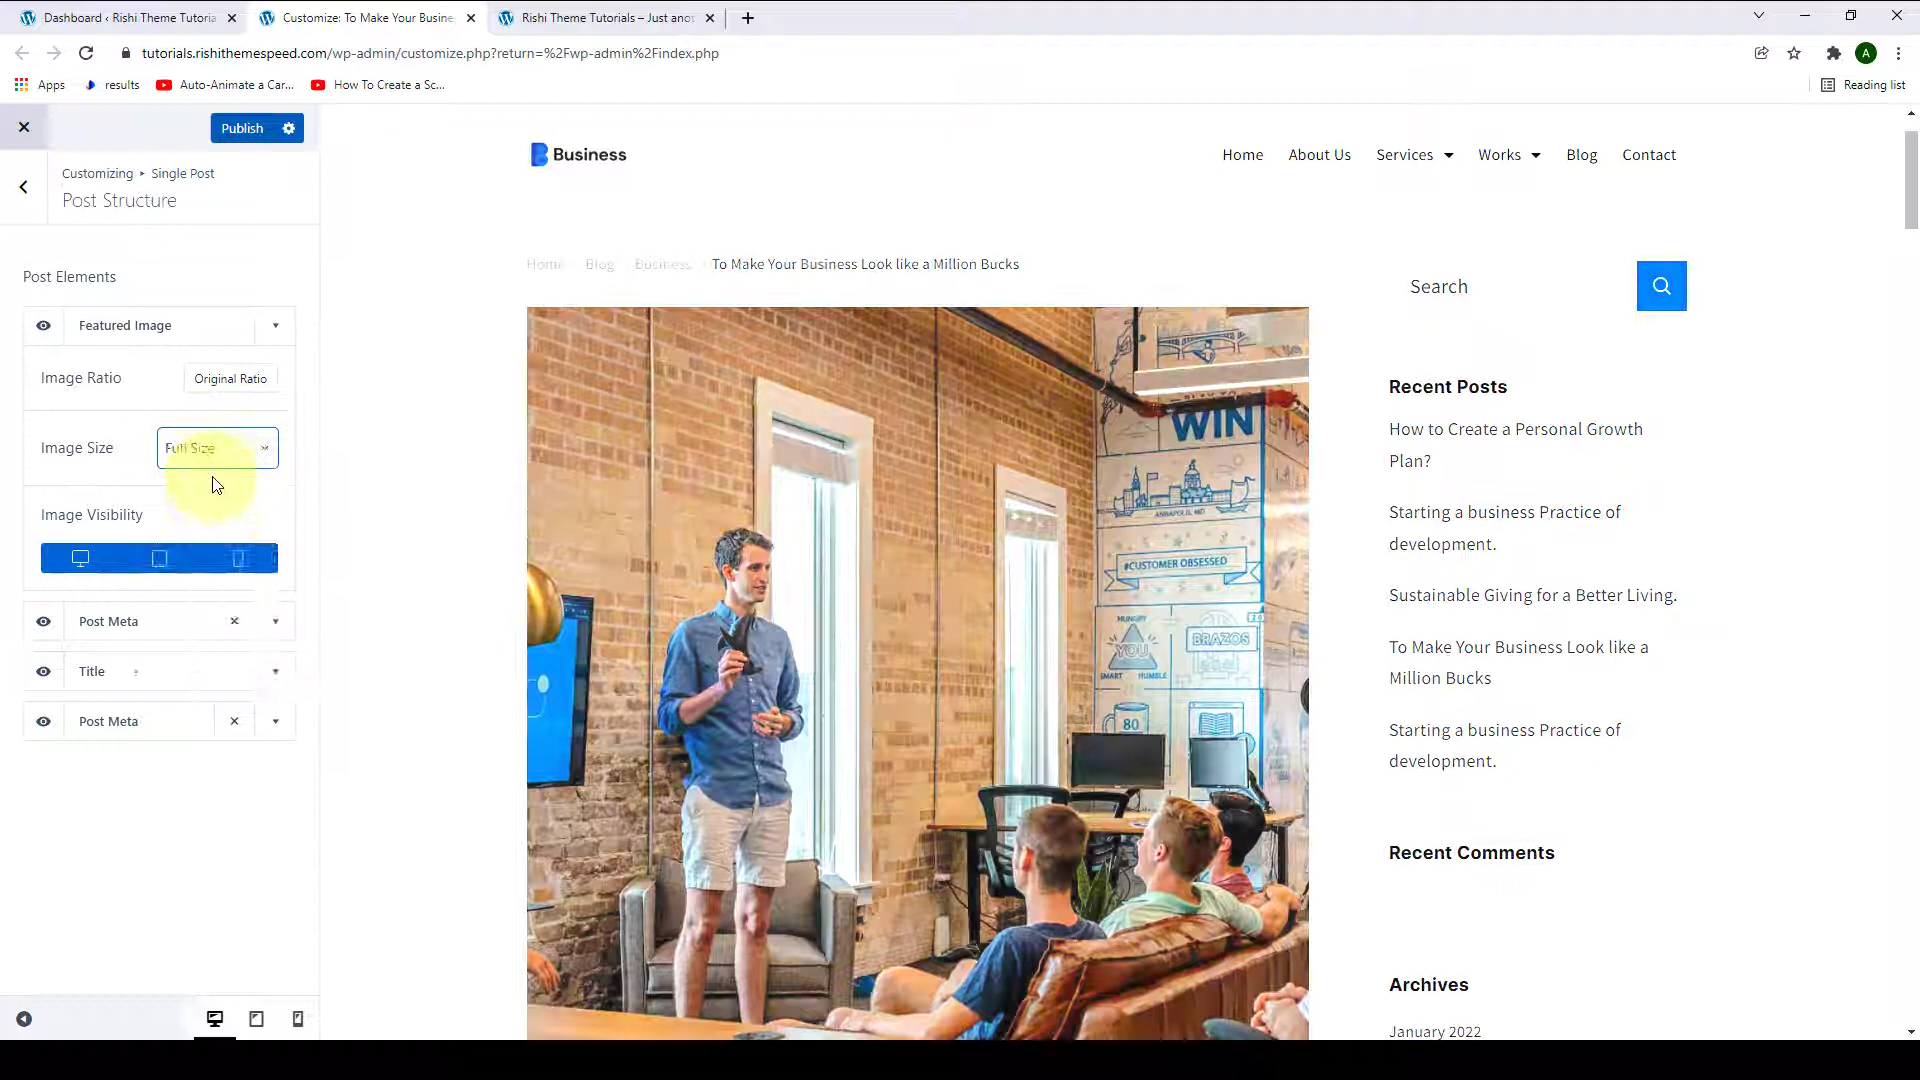 Dashboard ‹ Rishi Theme Tutoria
Customize: To Make Your Busine
Rishi Theme Tutorials – Just ano
tutorials.rishithemespeed.com/wp-admin/customize.php?return=%2Fwp-admin%2Findex.php
A
Apps
results
Auto-Animate a Car...
How To Create a Sc...
Reading list
Publish
Customizing ▸ Single Post
Post Structure
Business
Home
About Us
Services
Works
Blog
Contact
Home
Blog
Business
To Make Your Business Look like a Million Bucks
Post Elements
Featured Image
Image Ratio
Original Ratio
Image Size
Full Size
Image Visibility
Post Meta
Title
Post Meta
WIN
ANNAPOLIS, MD
#CUSTOMER OBSESSED
HUNGRY
YOU
SMART HUMBLE
BRAZOS
80
Search
Recent Posts
How to Create a Personal Growth
Plan?
Starting a business Practice of
development.
Sustainable Giving for a Better Living.
To Make Your Business Look like a
Million Bucks
Starting a business Practice of
development.
Recent Comments
Archives
January 2022